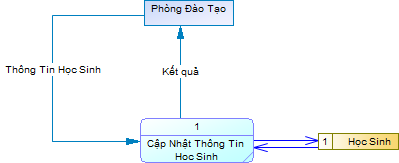 Phòng Đào Tạo
Thông Tin Học Sinh
Kết quả
1
Cập Nhật Thông Tin
Học Sinh
1 Học Sinh